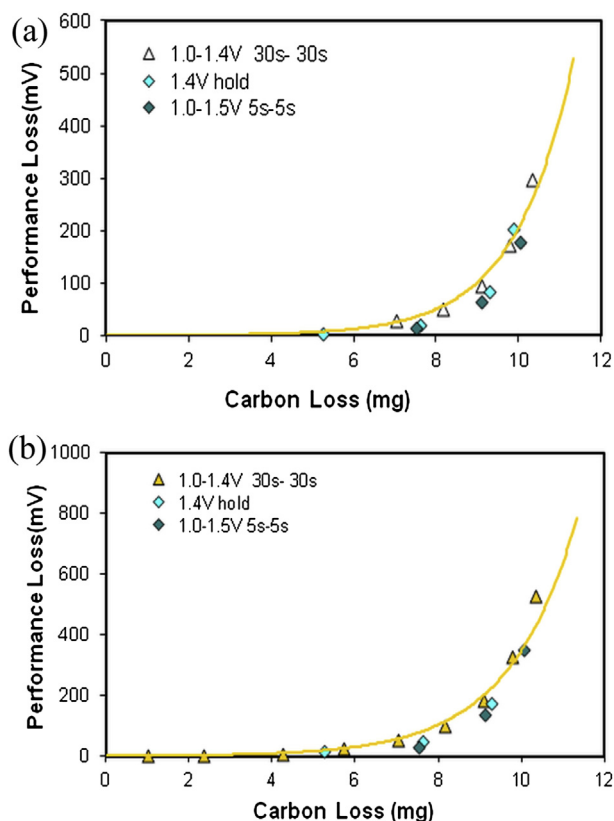 (a)
600
500
400
300
200
100
0
Performance Loss(mV)
1.0-1.4V 30s- 30s
1.4V hold
1.0-1.5V 5s-5s
0 2 4 6 8 10 12
Carbon Loss (mg)
(b)
1000
800
600
400
200
0
Performance Loss(mV)
1.0-1.4V 30s- 30s
1.4V hold
1.0-1.5V 5s-5s
0 2 4 6 8 10 12
Carbon Loss (mg)